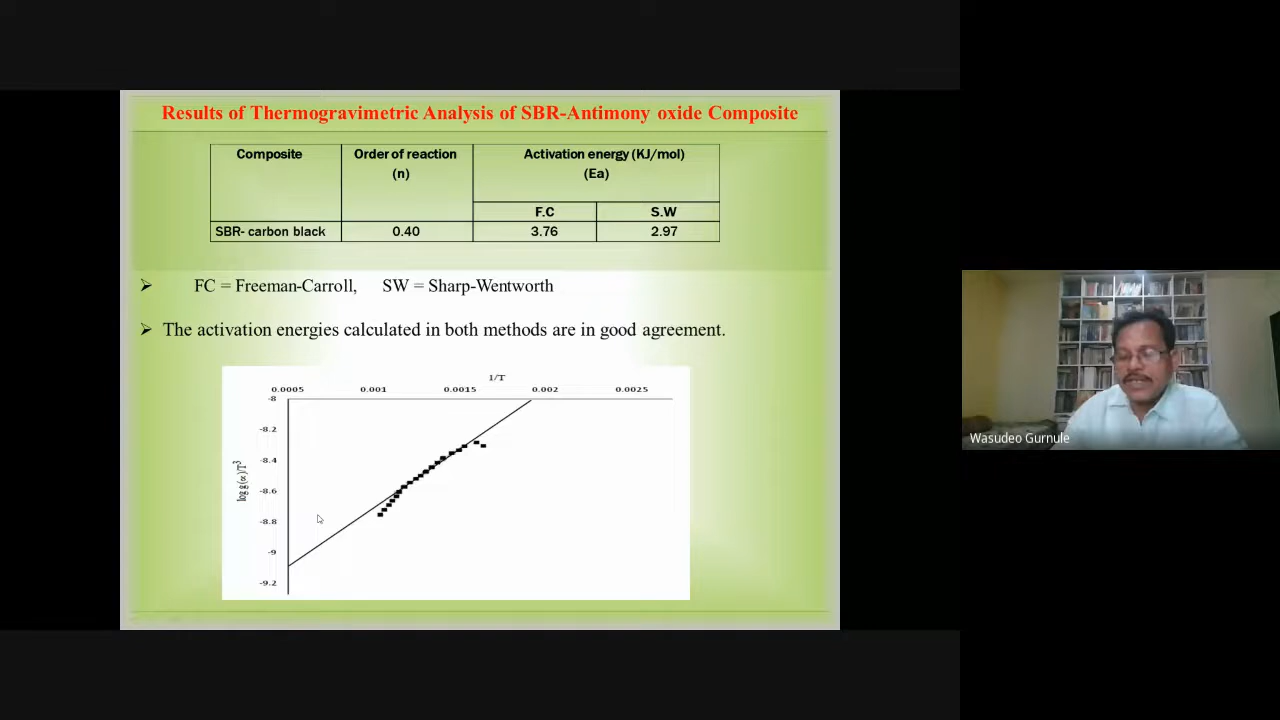 Results of Thermogravimetric Analysis of SBR-Antimony oxide Composite
Composite Order of reaction Activation energy (KJ/mol)
(n) (Ea)
F.C S.W
SBR- carbon black 0.40 3.76 2.97
FC = Freeman-Carroll, SW = Sharp-Wentworth
The activation energies calculated in both methods are in good agreement.
1/T
0.0005 0.001 0.0015 0.002 0.0025
-8
-8.2
-8.4
-8.6
-8.8
-9
-9.2
log g(α)/T³
Wasudeo Gurnule